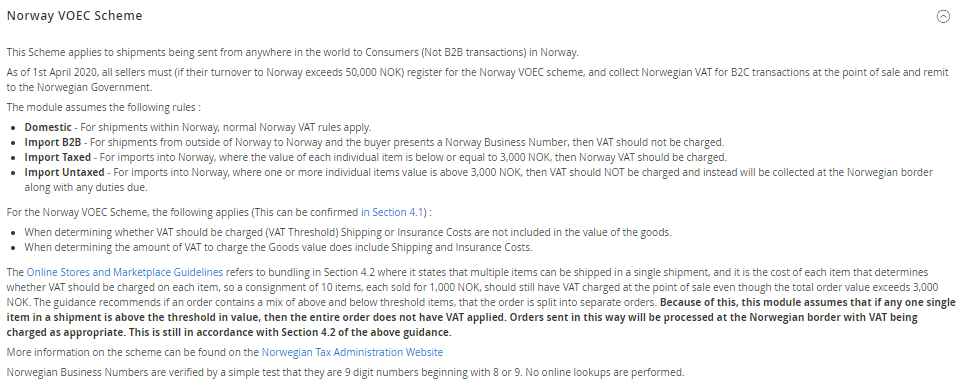 Norway VOEC Scheme
This Scheme applies to shipments being sent from anywhere in the world to Consumers (Not B2B transactions) in Norway.
As of 1st April 2020, all sellers must (if their turnover to Norway exceeds 50,000 NOK) register for the Norway VOEC scheme, and collect Norwegian VAT for B2C transactions at the point of sale and remit
to the Norwegian Government.
The module assumes the following rules :
• Domestic - For shipments within Norway, normal Norway VAT rules apply.
• Import B2B - For shipments from outside of Norway to Norway and the buyer presents a Norway Business Number, then VAT should not be charged.
• Import Taxed - For imports into Norway, where the value of each individual item is below or equal to 3,000 NOK, then Norway VAT should be charged.
• Import Untaxed - For imports into Norway, where one or more individual items value is above 3,000 NOK, then VAT should NOT be charged and instead will be collected at the Norwegian border
along with any duties due.
For the Norway VOEC Scheme, the following applies (This can be confirmed in Section 4.1) :
• When determining whether VAT should be charged (VAT Threshold) Shipping or Insurance Costs are not included in the value of the goods.
• When determining the amount of VAT to charge the Goods value does include Shipping and Insurance Costs.
The Online Stores and Marketplace Guidelines refers to bundling in Section 4.2 where it states that multiple items can be shipped in a single shipment, and it is the cost of each item that determines
whether VAT should be charged on each item, so a consignment of 10 items, each sold for 1,000 NOK, should still have VAT charged at the point of sale even though the total order value exceeds 3,000
NOK. The guidance recommends if an order contains a mix of above and below threshold items, that the order is split into separate orders. Because of this, this module assumes that if any one single
item in a shipment is above the threshold in value, then the entire order does not have VAT applied. Orders sent in this way will be processed at the Norwegian border with VAT being
charged as appropriate. This is still in accordance with Section 4.2 of the above guidance.
More information on the scheme can be found on the Norwegian Tax Administration Website
Norwegian Business Numbers are verified by a simple test that they are 9 digit numbers beginning with 8 or 9. No online lookups are performed.